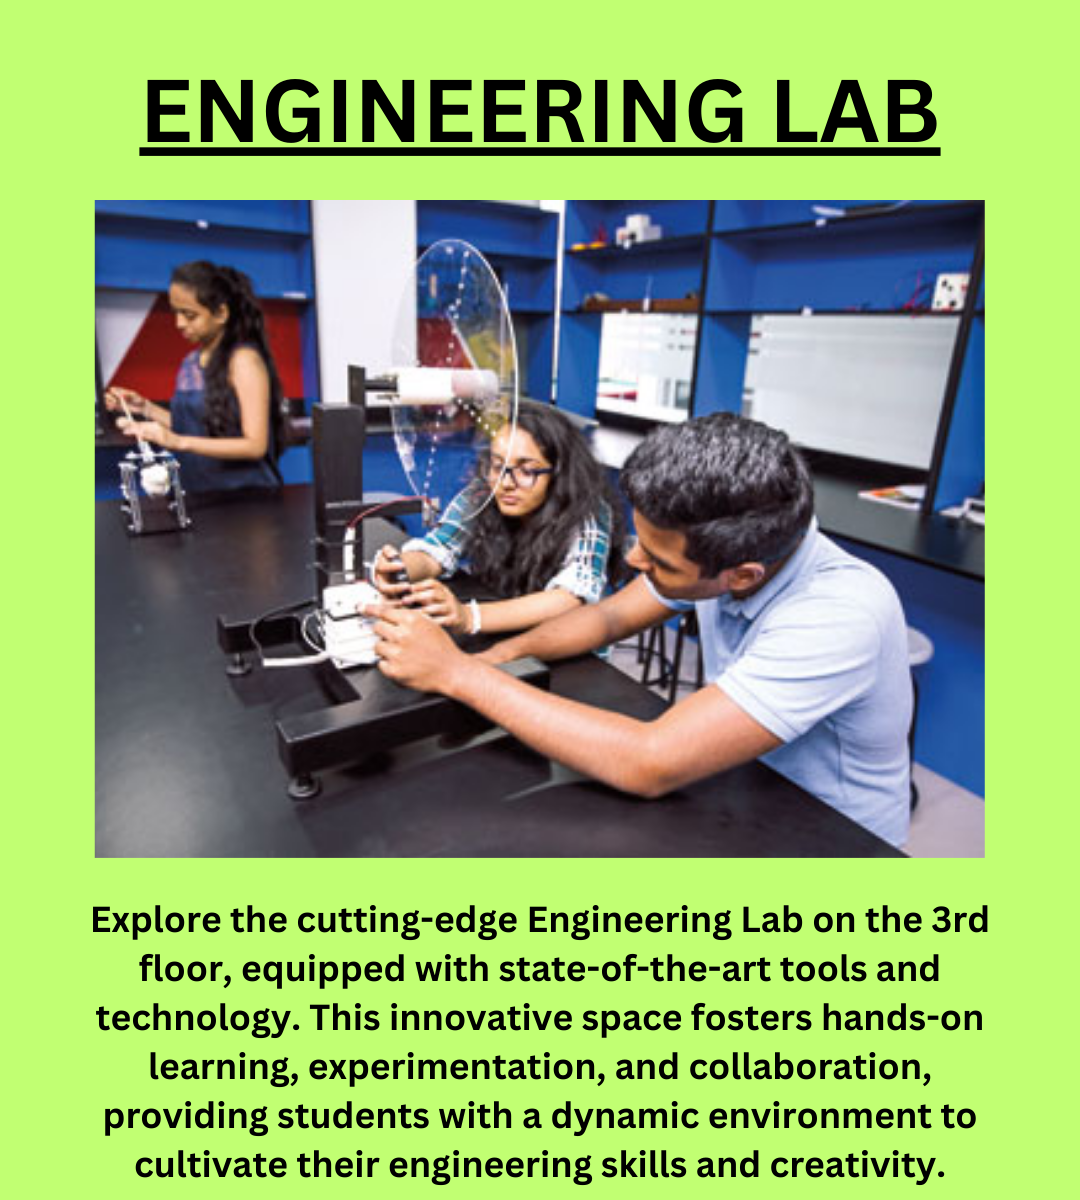 ENGINEERING LAB
Explore the cutting-edge Engineering Lab on the 3rd
floor, equipped with state-of-the-art tools and
technology. This innovative space fosters hands-on
learning, experimentation, and collaboration,
providing students with a dynamic environment to
cultivate their engineering skills and creativity.